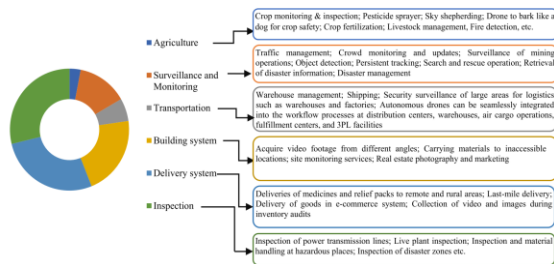 Agriculture
Surveillance and
Monitoring
Transportation
Building system
Delivery system
Inspection
Crop monitoring & inspection; Pesticide sprayer; Sky shepherding; Drone to bark like a
dog for crop safety; Crop fertilization; Livestock management, Fire detection, etc.
Traffic management; Crowd monitoring and updates; Surveillance of mining
operations; Object detection; Persistent tracking; Search and rescue operation; Retrieval
of disaster information; Disaster management
Warehouse management; Shipping; Security surveillance of large areas for logistics
such as warehouses and factories; Autonomous drones can be seamlessly integrated
into the workflow processes at distribution centers, warehouses, air cargo operations,
fulfillment centers, and 3PL facilities
Acquire video footage from different angles; Carrying materials to inaccessible
locations; site monitoring services; Real estate photography and marketing
Deliveries of medicines and relief packs to remote and rural areas; Last-mile delivery;
Delivery of goods in e-commerce system; Collection of video and images during
inventory audits
Inspection of power transmission lines; Live plant inspection; Inspection and material
handling at hazardous places; Inspection of disaster zones etc.